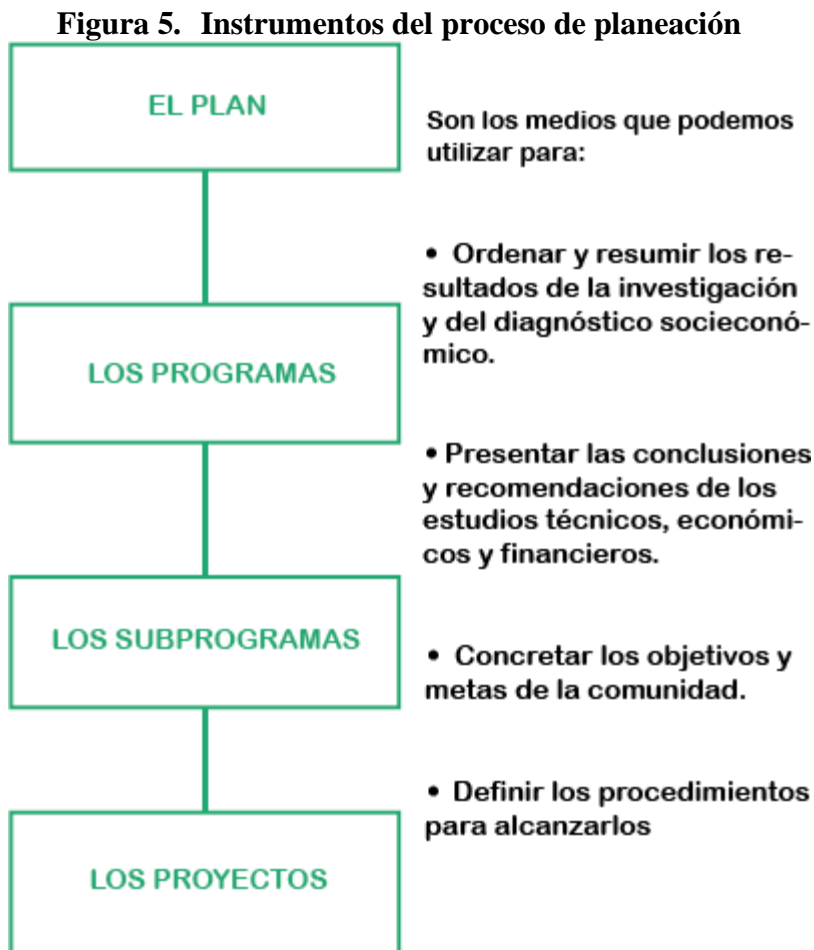 Figura 5. Instrumentos del proceso de planeación
EL PLAN
Son los medios que podemos
utilizar para:
• Ordenar y resumir los re-
sultados de la investigación
y del diagnóstico socieconó-
mico.
LOS PROGRAMAS
• Presentar las conclusiones
y recomendaciones de los
estudios técnicos, económi-
cos y financieros.
LOS SUBPROGRAMAS
• Concretar los objetivos y
metas de la comunidad.
• Definir los procedimientos
para alcanzarlos
LOS PROYECTOS